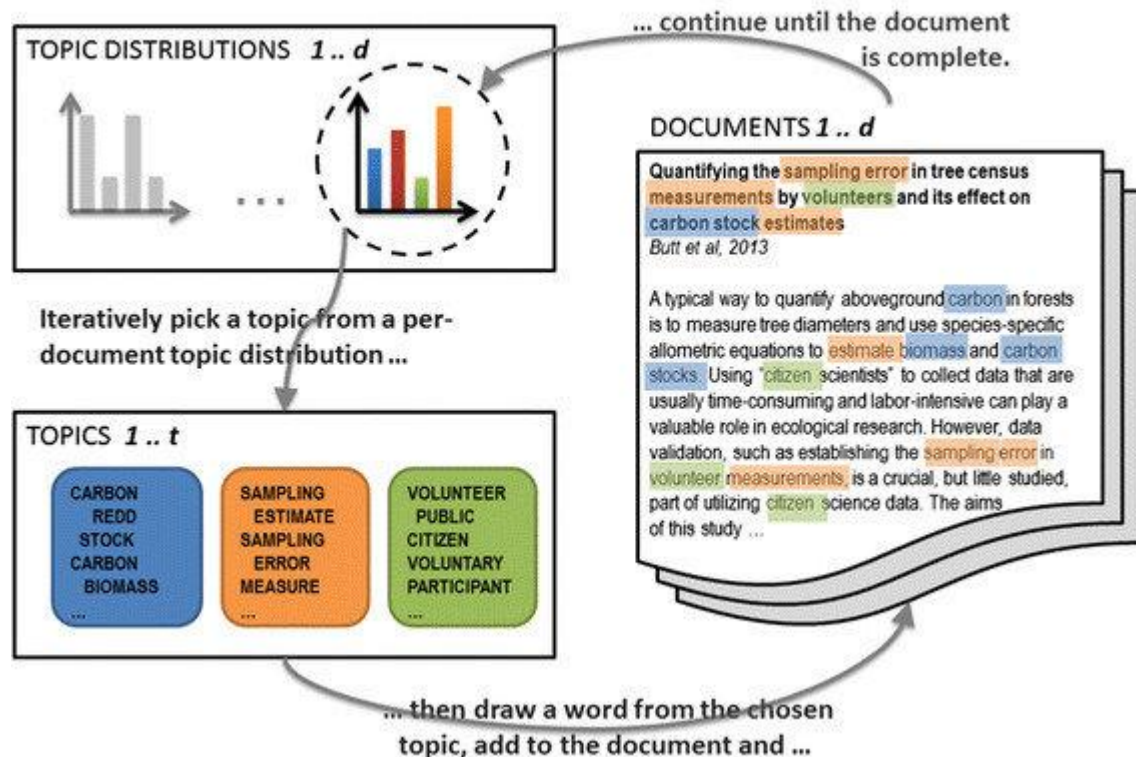 TOPIC DISTRIBUTIONS 1 .. d
...
... continue until the document
is complete.
DOCUMENTS 1 .. d
Quantifying the sampling error in tree census
measurements by volunteers and its effect on
carbon stock estimates
Butt et al, 2013
A typical way to quantify aboveground carbon in forests
is to measure tree diameters and use species-specific
allometric equations to estimate biomass and carbon
stocks. Using "citizen scientists" to collect data that are
usually time-consuming and labor-intensive can play a
valuable role in ecological research. However, data
validation, such as establishing the sampling error in
volunteer measurements, is a crucial, but little studied,
part of utilizing citizen science data. The aims
of this study ...
Iteratively pick a topic from a per-
document topic distribution ...
TOPICS 1 .. t
CARBON
REDD
STOCK
CARBON
BIOMASS
...
SAMPLING
ESTIMATE
SAMPLING
ERROR
MEASURE
...
VOLUNTEER
PUBLIC
CITIZEN
VOLUNTARY
PARTICIPANT
...
... then draw a word from the chosen
topic, add to the document and ...